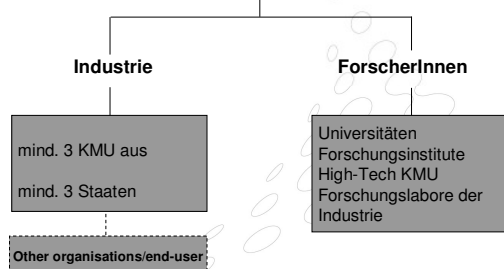 Industrie
ForscherInnen
mind. 3 KMU aus
mind. 3 Staaten
Universitäten
Forschungsinstitute
High-Tech KMU
Forschungslabore der
Industrie
Other organisations/end-user